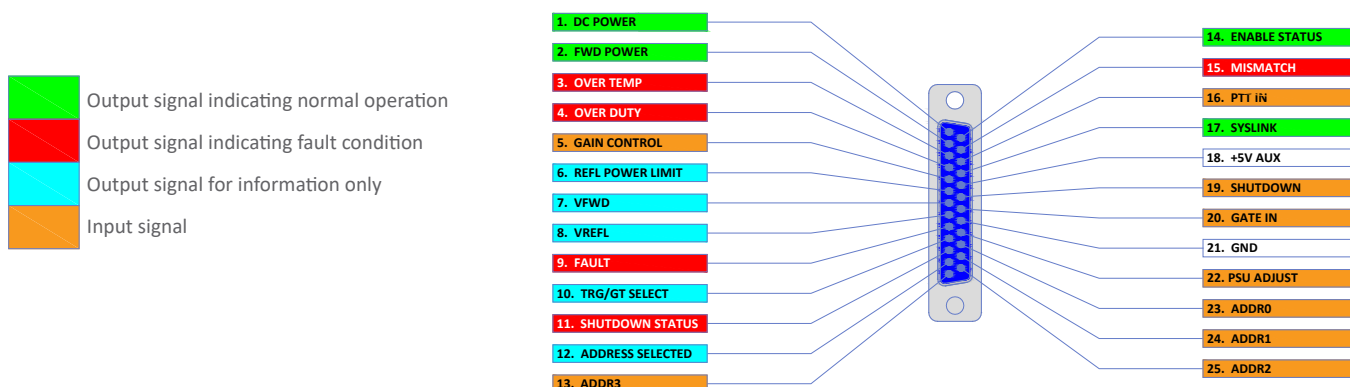 Output signal indicating normal operation
Output signal indicating fault condition
Output signal for information only
Input signal
1. DC POWER
2. FWD POWER
3. OVER TEMP
4. OVER DUTY
5. GAIN CONTROL
6. REFL POWER LIMIT
7. VFWD
8. VREFL
9. FAULT
10. TRG/GT SELECT
11. SHUTDOWN STATUS
12. ADDRESS SELECTED
13. ADDR3
14. ENABLE STATUS
15. MISMATCH
16. PTT IN
17. SYSLINK
18. +5V AUX
19. SHUTDOWN
20. GATE IN
21. GND
22. PSU ADJUST
23. ADDR0
24. ADDR1
25. ADDR2